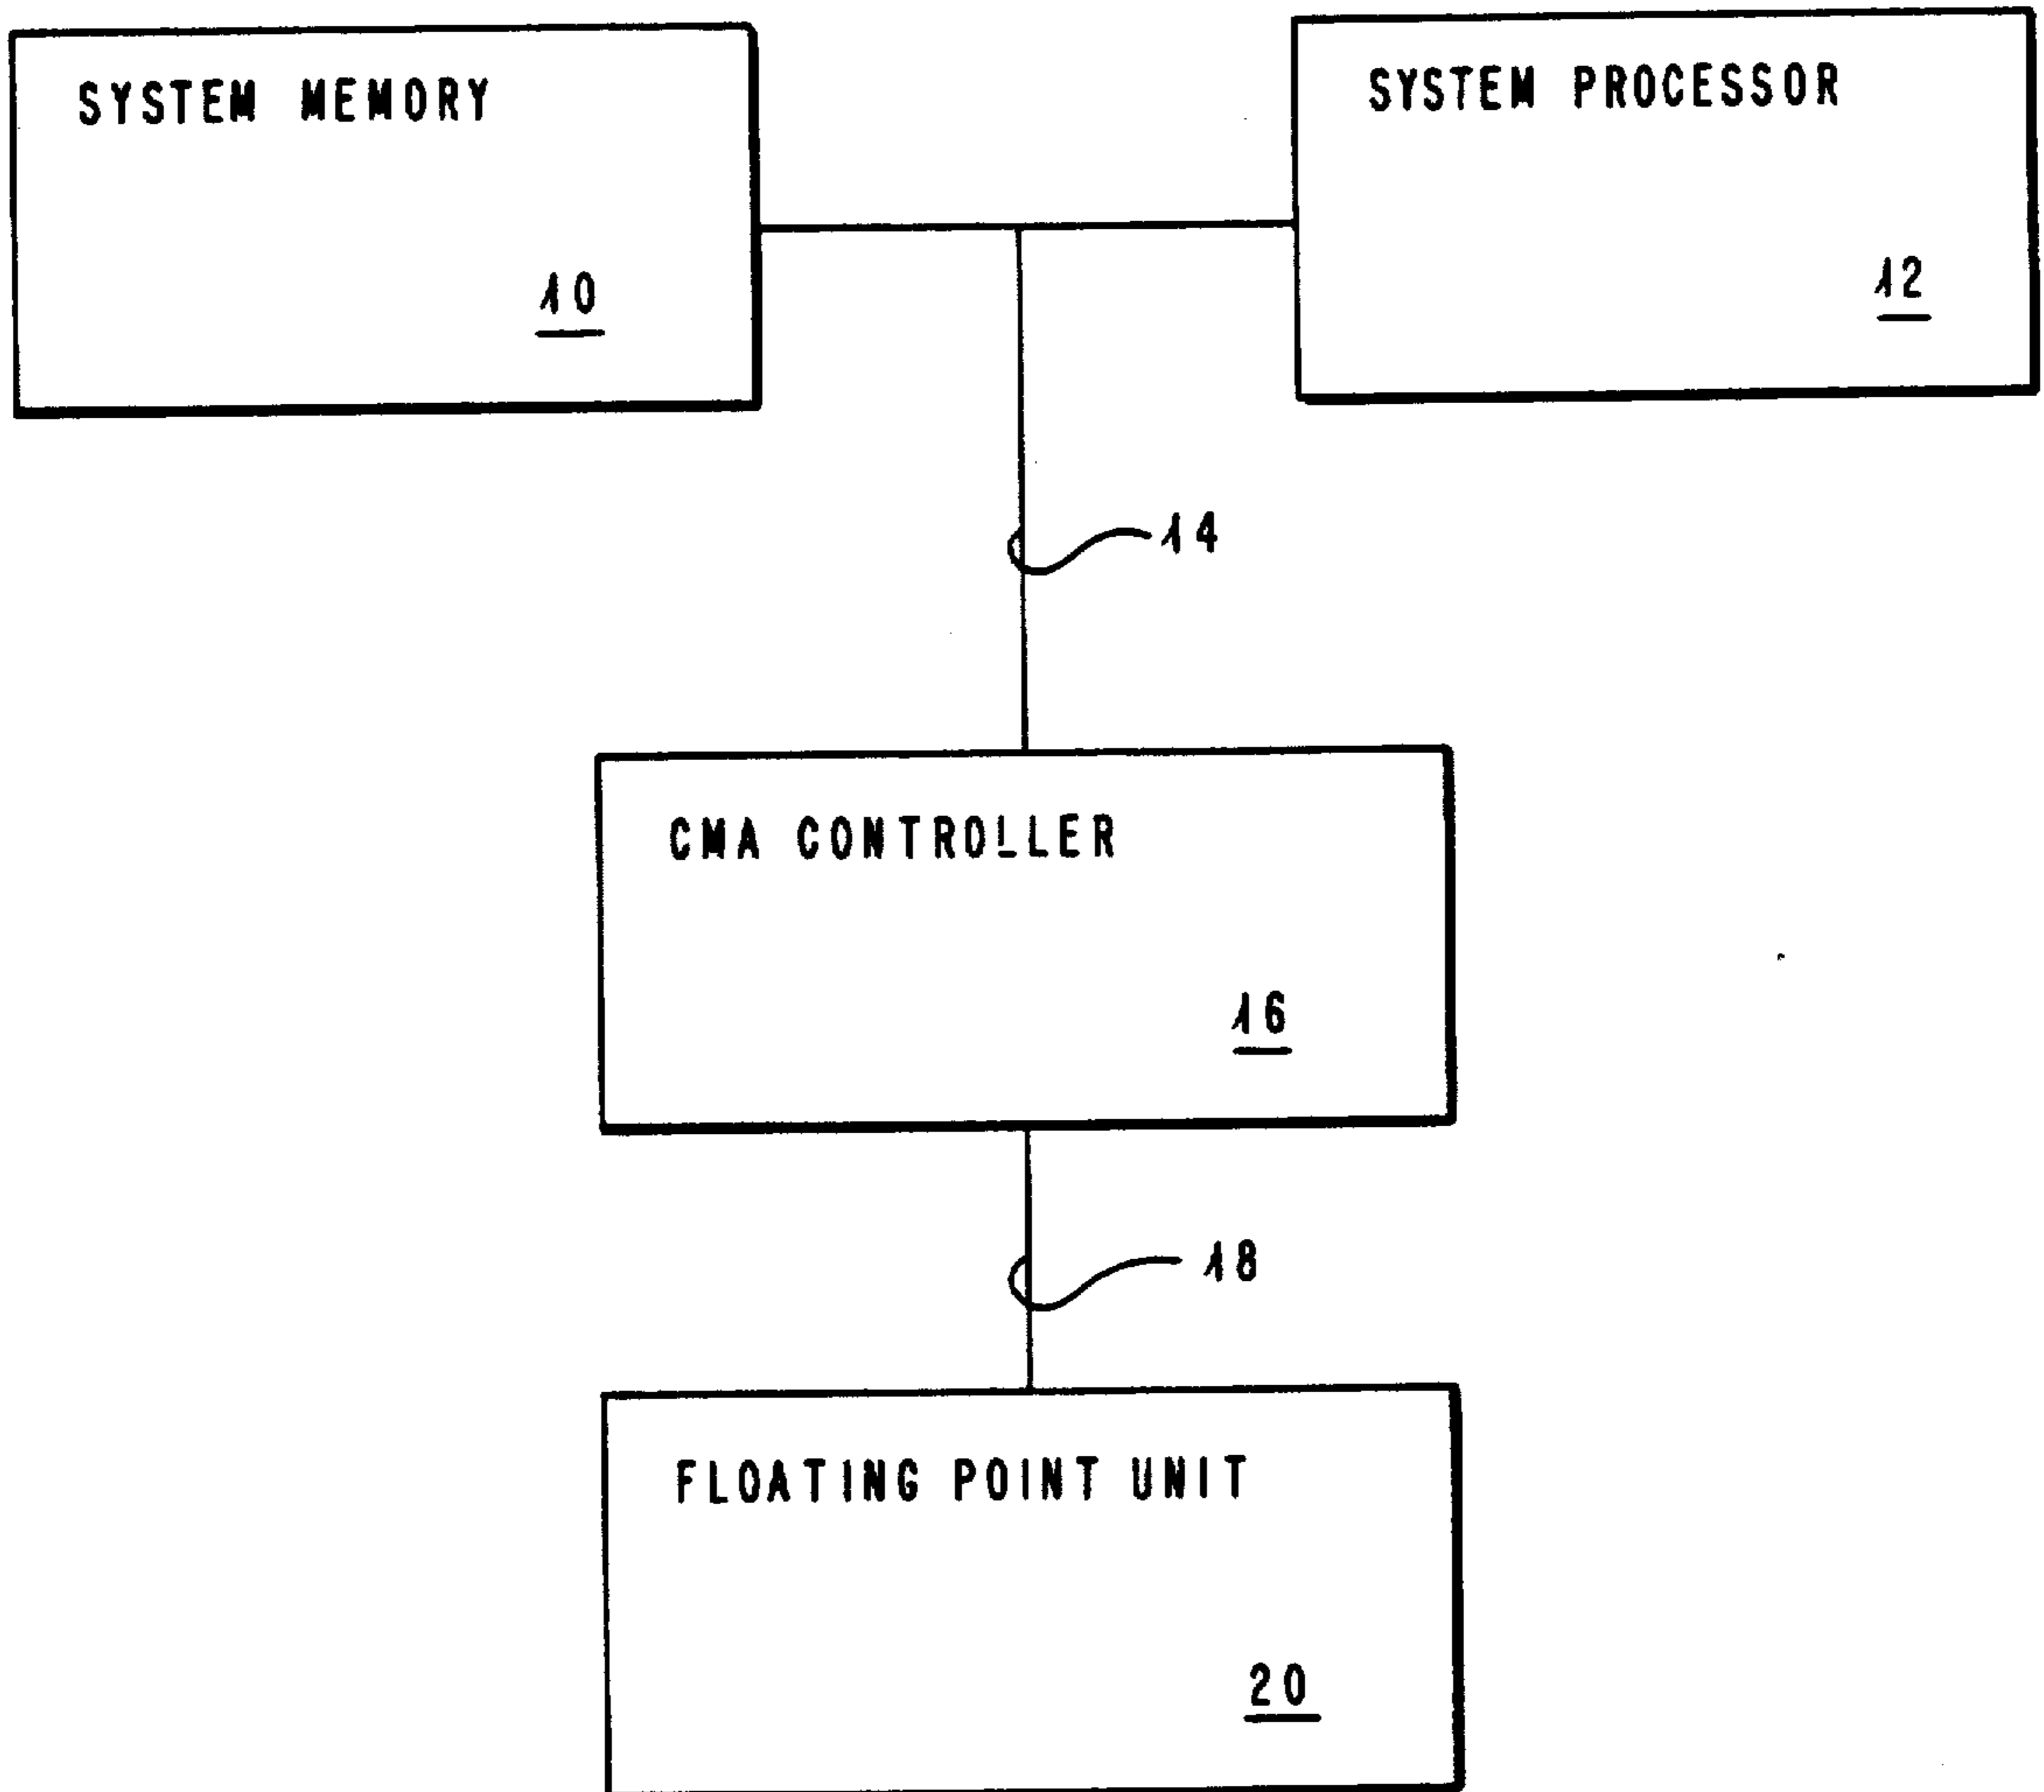 SYSTEM MEMORY
10
SYSTEM PROCESSOR
12
14
CMA CONTROLLER
16
18
FLOATING POINT UNIT
20